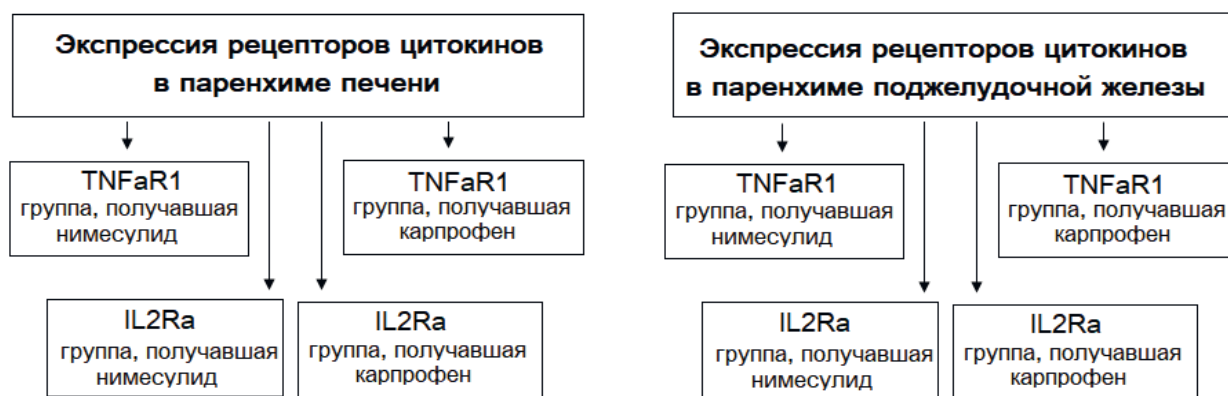 Экспрессия рецепторов цитокинов
в паренхиме печени
TNFaR1
группа, получавшая
нимесулид
TNFaR1
группа, получавшая
карпрофен
IL2Ra
группа, получавшая
нимесулид
IL2Ra
группа, получавшая
карпрофен
Экспрессия рецепторов цитокинов
в паренхиме поджелудочной железы
TNFaR1
группа, получавшая
нимесулид
TNFaR1
группа, получавшая
карпрофен
IL2Ra
группа, получавшая
нимесулид
IL2Ra
группа, получавшая
карпрофен